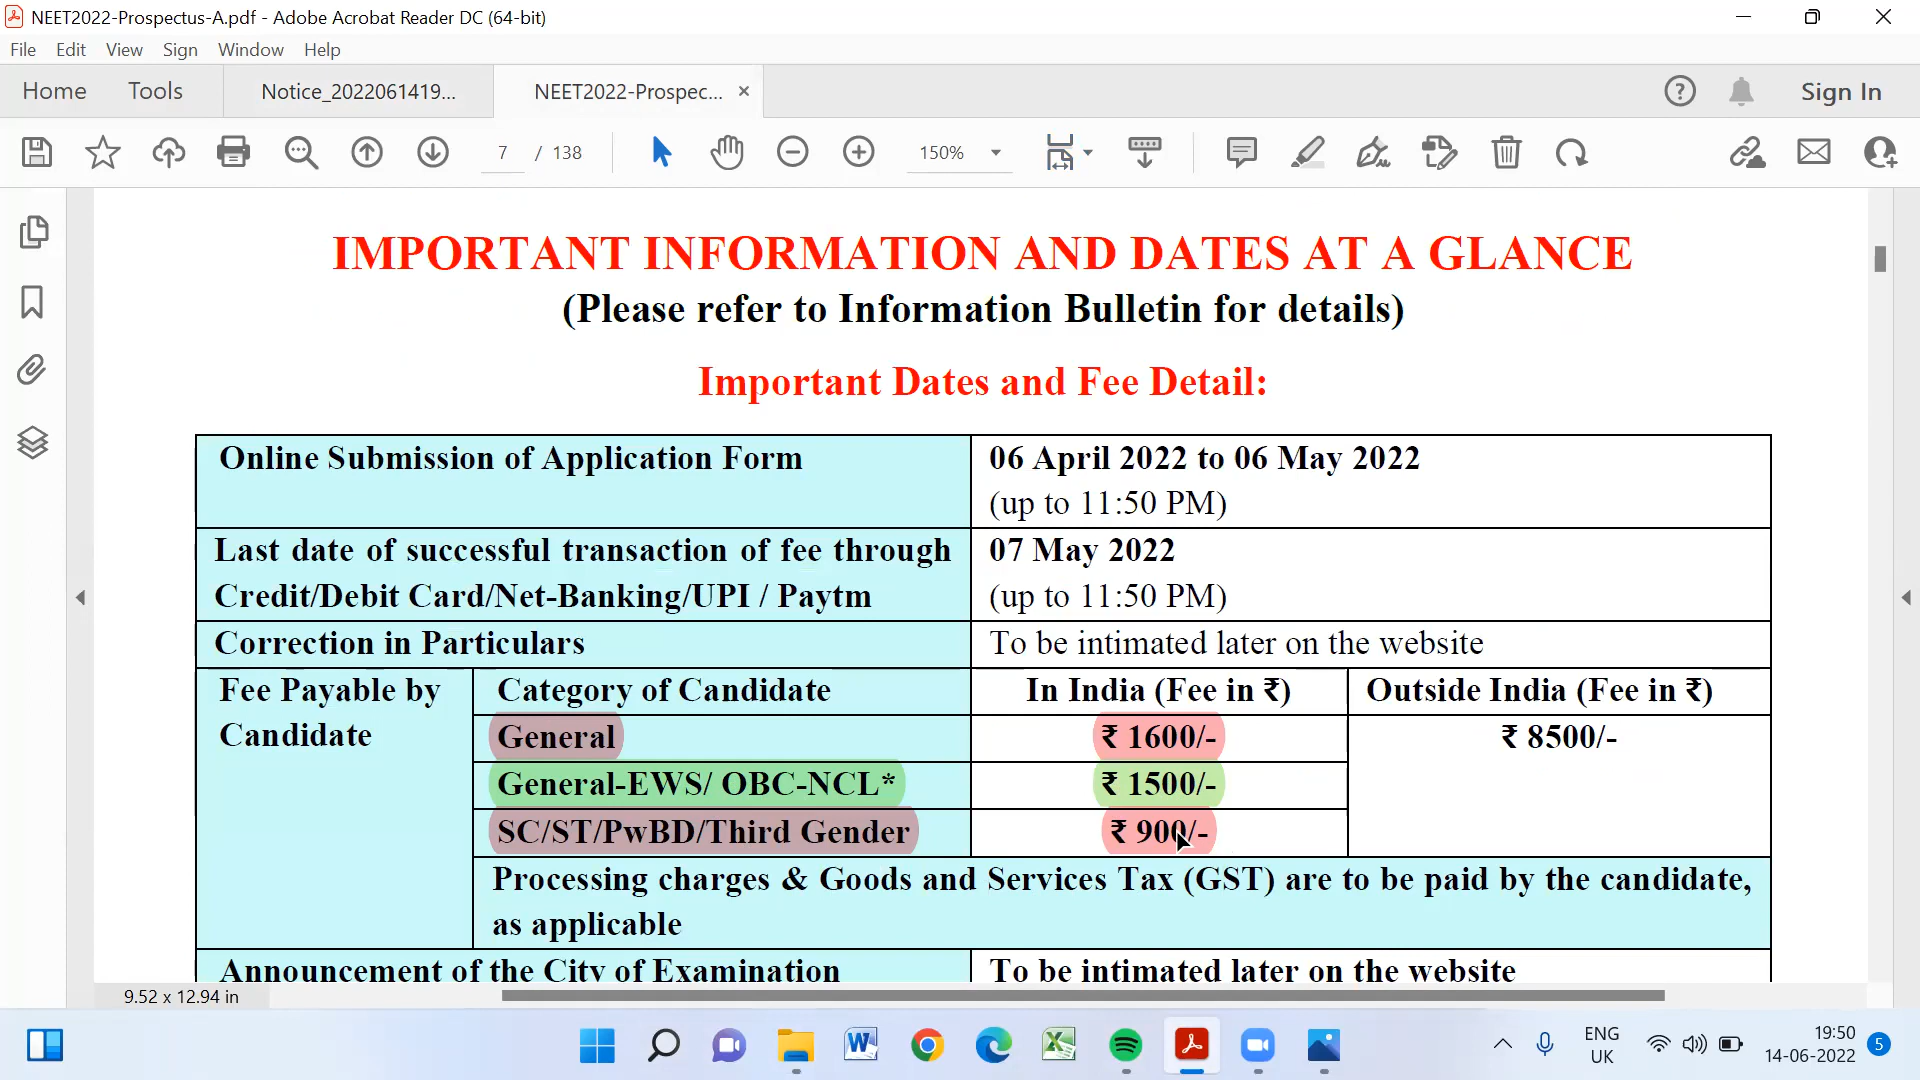 NEET2022-Prospectus-A.pdf - Adobe Acrobat Reader DC (64-bit)
File Edit View Sign Window Help
Home Tools Notice_2022061419... NEET2022-Prospec... × Sign In
7 / 138 150%
IMPORTANT INFORMATION AND DATES AT A GLANCE
(Please refer to Information Bulletin for details)
Important Dates and Fee Detail:
Online Submission of Application Form 06 April 2022 to 06 May 2022
(up to 11:50 PM)
Last date of successful transaction of fee through 07 May 2022
Credit/Debit Card/Net-Banking/UPI / Paytm (up to 11:50 PM)
Correction in Particulars To be intimated later on the website
Fee Payable by Category of Candidate In India (Fee in ₹) Outside India (Fee in ₹)
Candidate General ₹ 1600/- ₹ 8500/-
General-EWS/ OBC-NCL* ₹ 1500/-
SC/ST/PwBD/Third Gender ₹ 900/-
Processing charges & Goods and Services Tax (GST) are to be paid by the candidate,
as applicable
Announcement of the City of Examination To be intimated later on the website
9.52 x 12.94 in
ENG 19:50
UK 14-06-2022 5